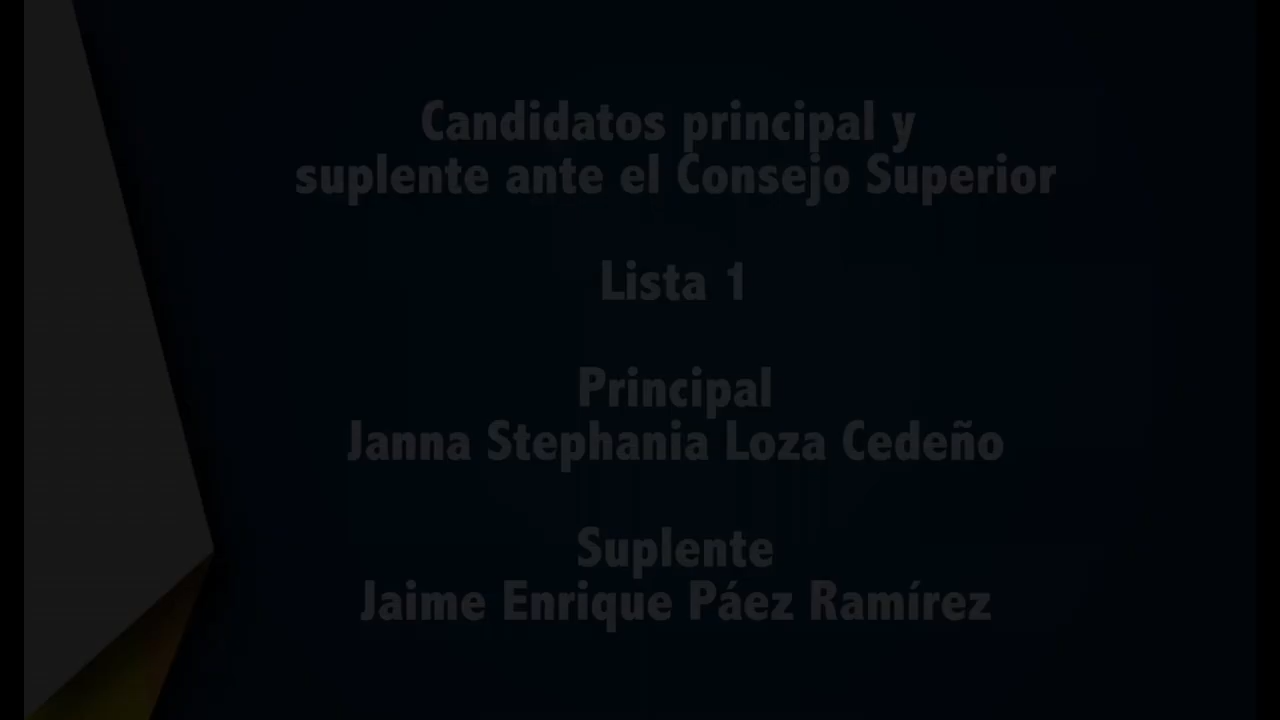 Candidatos principal y
suplente ante el Consejo Superior
Lista 1
Principal
Janna Stephania Loza Cedeño
Suplente
Jaime Enrique Páez Ramírez